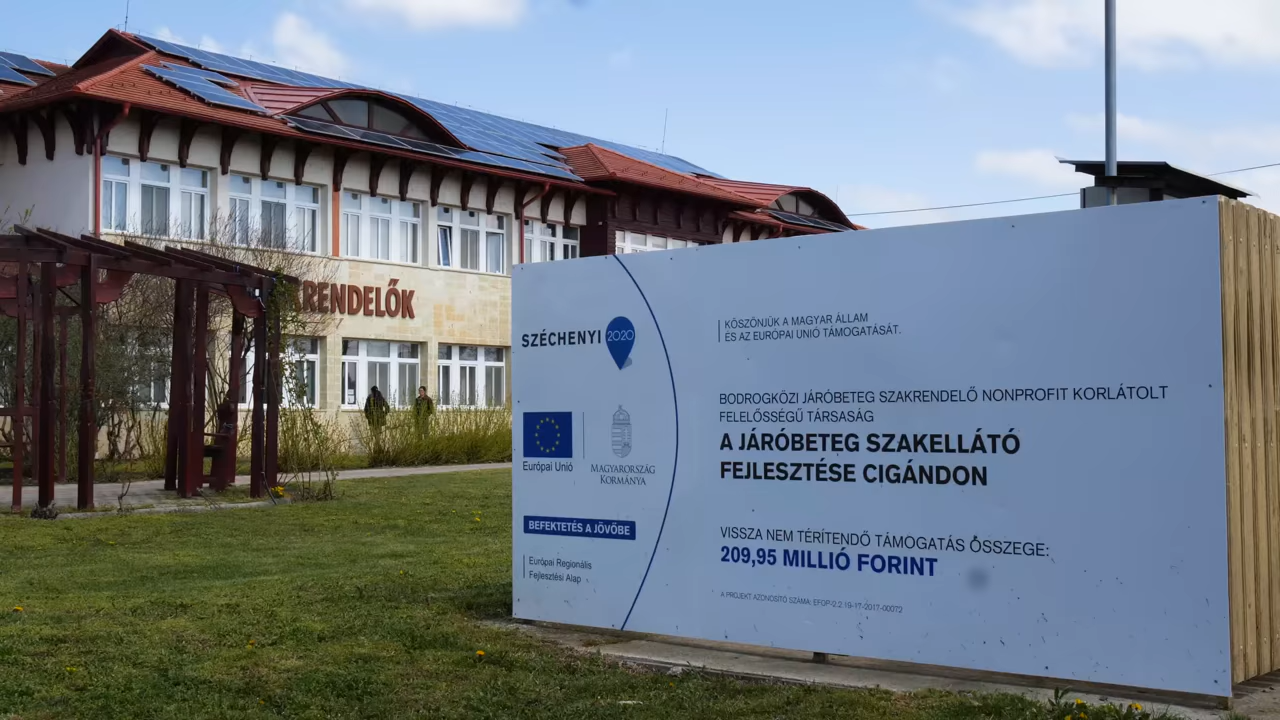 RENDELŐK
SZÉCHENYI 2020
KÖSZÖNJÜK A MAGYAR ÁLLAM
ÉS AZ EURÓPAI UNIÓ TÁMOGATÁSÁT.
BODROGKÖZI JÁRÓBETEG SZAKRENDELŐ NONPROFIT KORLÁTOLT
FELELŐSSÉGŰ TÁRSASÁG
A JÁRÓBETEG SZAKELLÁTÓ
FEJLESZTÉSE CIGÁNDON
Európai Unió
MAGYARORSZÁG
KORMÁNYA
BEFEKTETÉS A JÖVŐBE
Európai Regionális
Fejlesztési Alap
VISSZA NEM TÉRÍTENDŐ TÁMOGATÁS ÖSSZEGE:
209,95 MILLIÓ FORINT
A PROJEKT AZONOSÍTÓ SZÁMA: EFOP-2.2.19-17-2017-00072